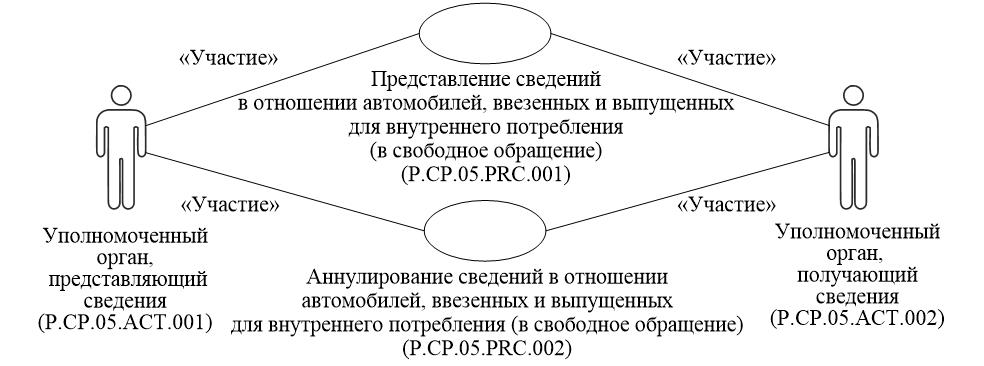 «Участие»
«Участие»
Представление сведений
в отношении автомобилей, ввезенных и выпущенных
для внутреннего потребления
(в свободное обращение)
(P.CP.05.PRC.001)
«Участие»
«Участие»
Уполномоченный
орган,
представляющий
сведения
(P.CP.05.ACT.001)
Уполномоченный
орган,
получающий
сведения
(P.CP.05.ACT.002)
Аннулирование сведений в отношении
автомобилей, ввезенных и выпущенных
для внутреннего потребления (в свободное обращение)
(P.CP.05.PRC.002)